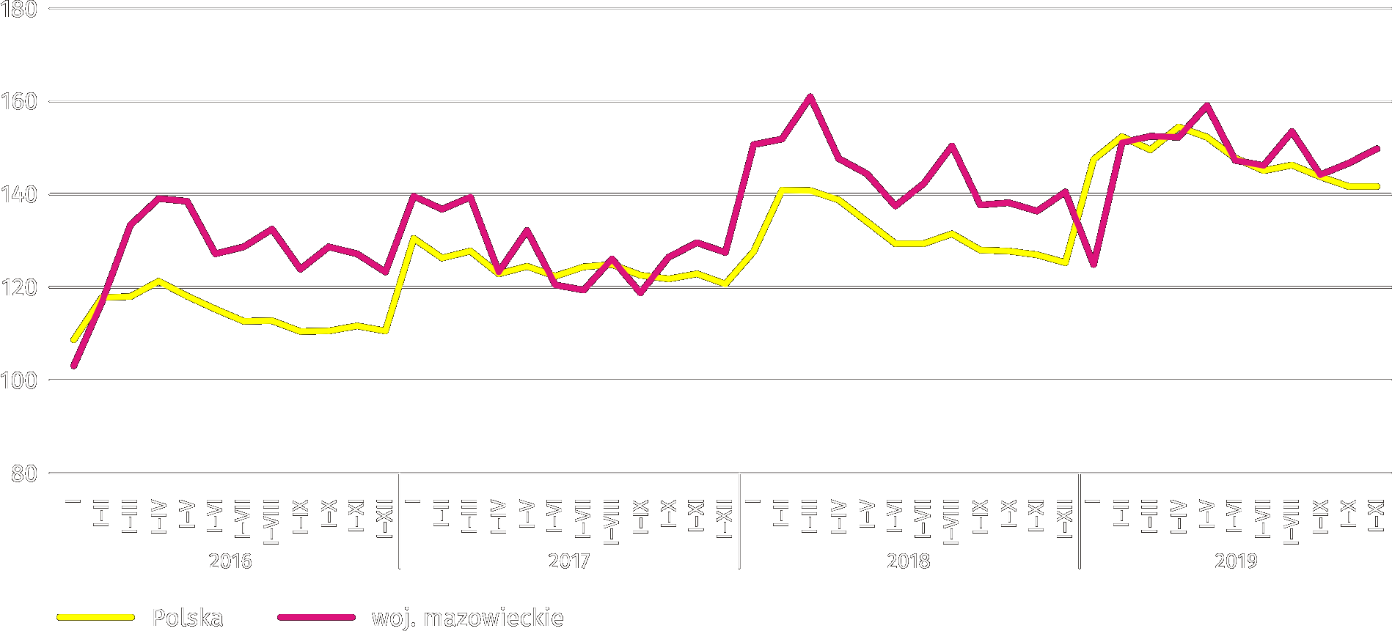 180
160
140
120
100
80
I I–II I–III I–IV I–V I–VI I–VII I–VIII I–IX I–X I–XI I–XII I I–II I–III I–IV I–V I–VI I–VII I–VIII I–IX I–X I–XI I–XII I I–II I–III I–IV I–V I–VI I–VII I–VIII I–IX I–X I–XI I–XII I I–II I–III I–IV I–V I–VI I–VII I–VIII I–IX I–X I–XI
2016 2017 2018 2019
Polska woj. mazowieckie